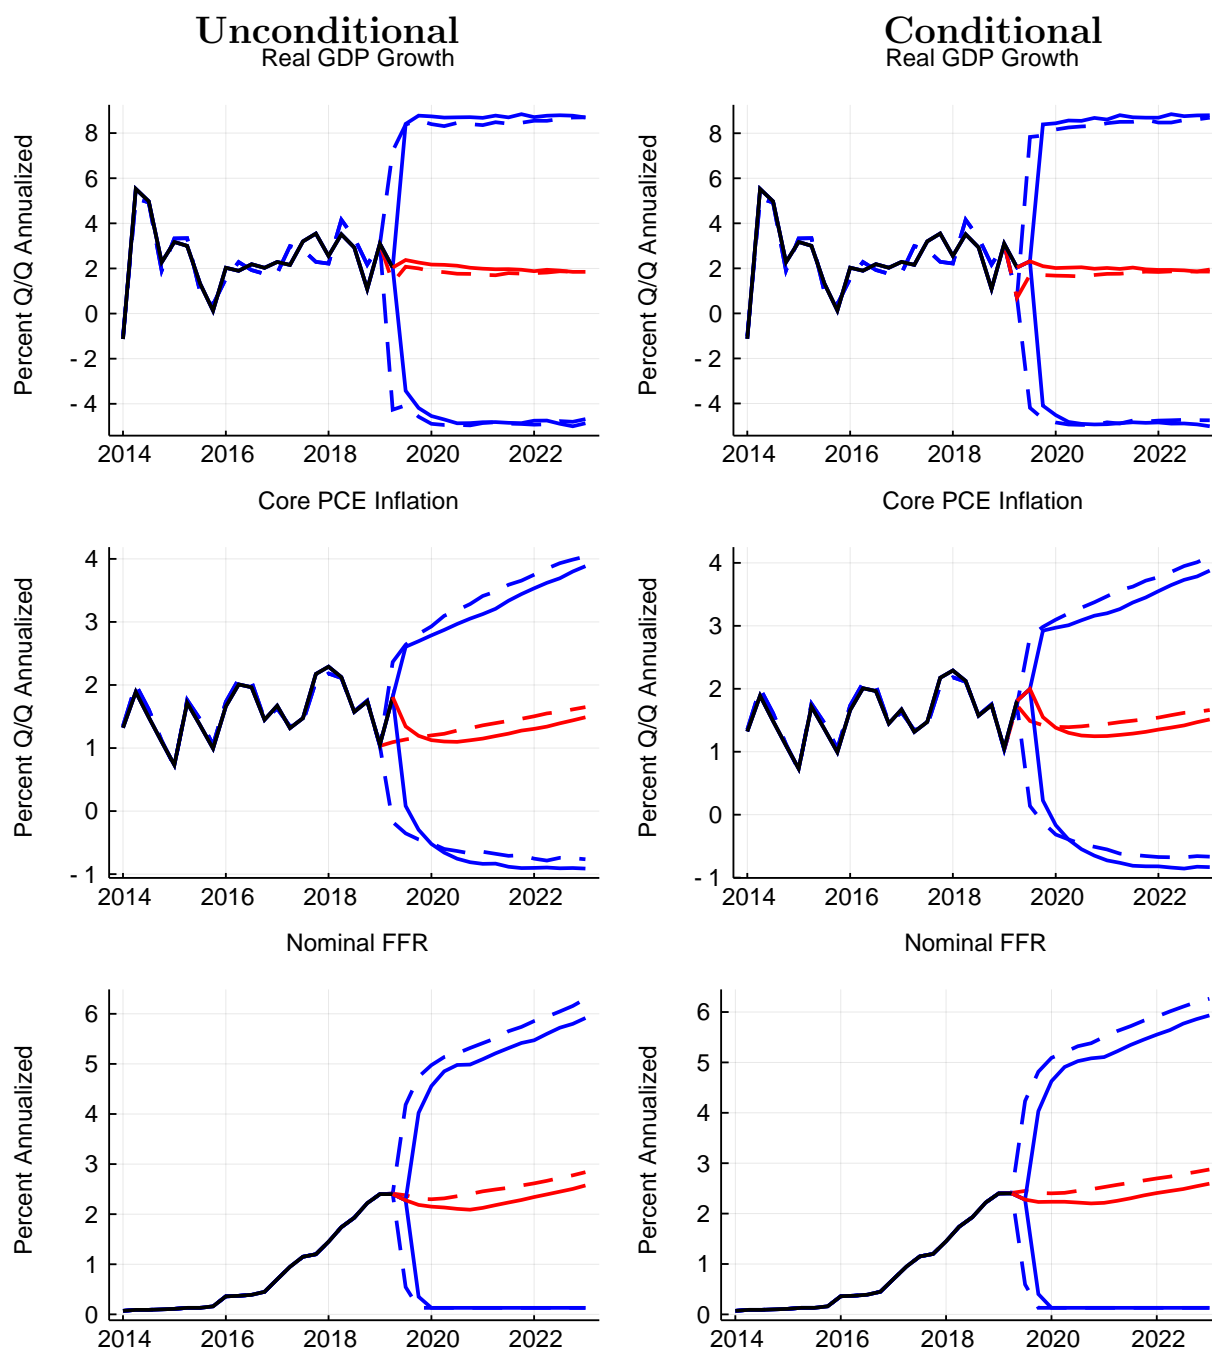 Unconditional
Real GDP Growth
Percent Q/Q Annualized
8
6
4
2
0
- 2
- 4
2014 2016 2018 2020 2022
Conditional
Real GDP Growth
Percent Q/Q Annualized
8
6
4
2
0
- 2
- 4
2014 2016 2018 2020 2022
Core PCE Inflation
Percent Q/Q Annualized
4
3
2
1
0
- 1
2014 2016 2018 2020 2022
Core PCE Inflation
Percent Q/Q Annualized
4
3
2
1
0
- 1
2014 2016 2018 2020 2022
Nominal FFR
Percent Annualized
6
5
4
3
2
1
0
2014 2016 2018 2020 2022
Nominal FFR
Percent Annualized
6
5
4
3
2
1
0
2014 2016 2018 2020 2022